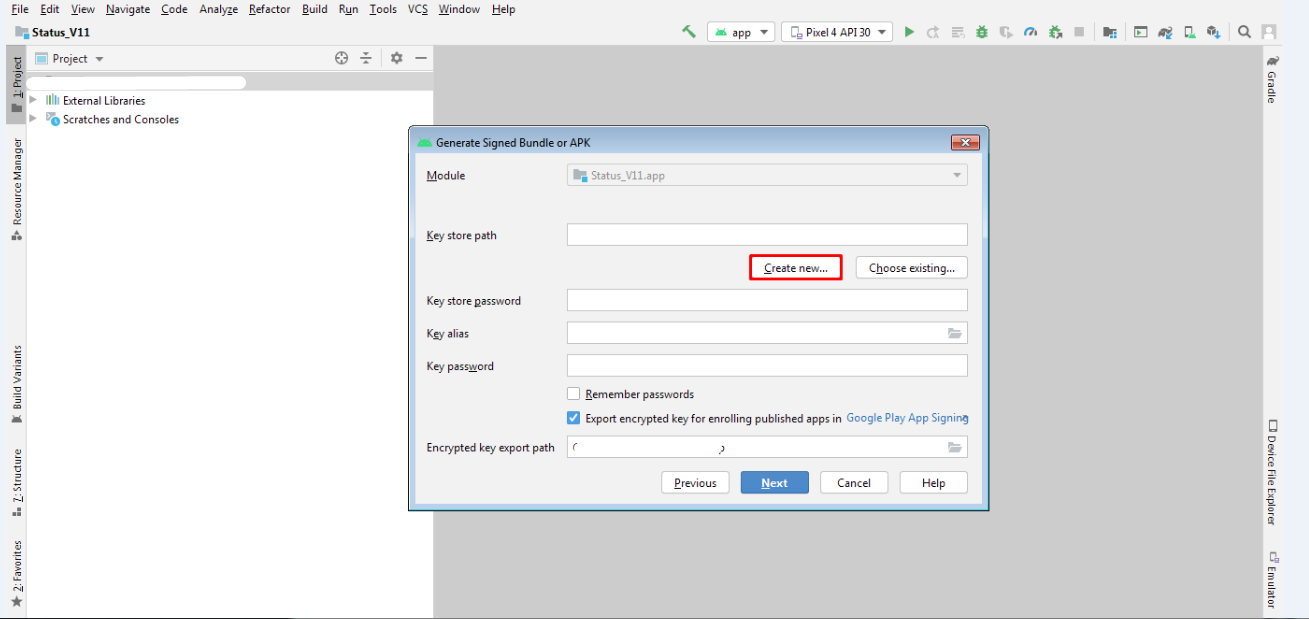 File Edit View Navigate Code Analyze Refactor Build Run Tools VCS Window Help
Status_V11
app
Pixel 4 API 30
Project
External Libraries
Scratches and Consoles
1: Project
Resource Manager
Build Variants
7: Structure
2: Favorites
Generate Signed Bundle or APK
Module
Status_V11.app
Key store path
Create new... Choose existing...
Key store password
Key alias
Key password
Remember passwords
Export encrypted key for enrolling published apps in Google Play App Signing
Encrypted key export path
Previous Next Cancel Help
Gradle
Device File Explorer
Emulator